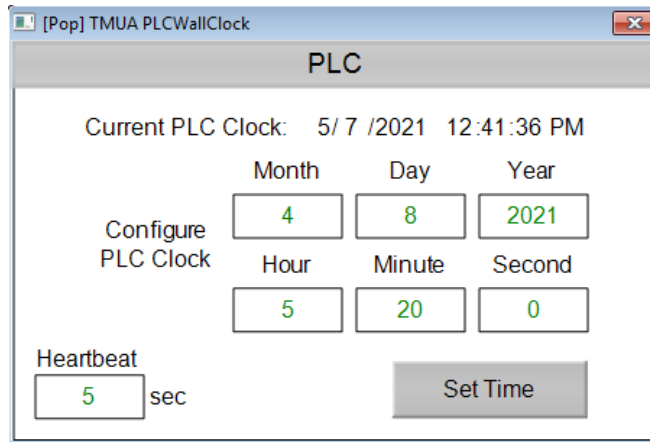 [Pop] TMUA PLCWallClock
PLC
Current PLC Clock: 5/ 7 /2021 12:41:36 PM
Month Day Year
4 8 2021
Configure
PLC Clock
Hour Minute Second
5 20 0
Heartbeat
5 sec
Set Time